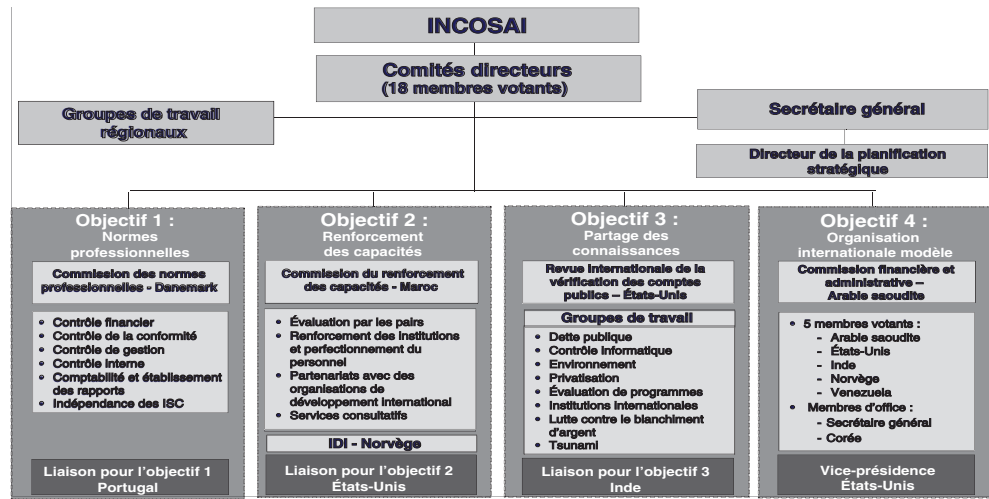 INCOSAI
Comités directeurs
(18 membres votants)
Groupes de travail
régionaux
Secrétaire général
Directeur de la planification
stratégique
Objectif 1 :
Normes
professionnelles
Commission des normes
professionnelles - Danemark
• Contrôle financier
• Contrôle de la conformité
• Contrôle de gestion
• Contrôle interne
• Comptabilité et établissement
des rapports
• Indépendance des ISC
Liaison pour l'objectif 1
Portugal
Objectif 2 :
Renforcement
des capacités
Commission du renforcement
des capacités - Maroc
• Évaluation par les pairs
• Renforcement des institutions
et perfectionnement du
personnel
• Partenariats avec des
organisations de
développement international
• Services consultatifs
IDI - Norvège
Liaison pour l'objectif 2
États-Unis
Objectif 3 :
Partage des
connaissances
Revue internationale de la
vérification des comptes
publics – États-Unis
Groupes de travail
• Dette publique
• Contrôle informatique
• Environnement
• Privatisation
• Évaluation de programmes
• Institutions internationales
• Lutte contre le blanchiment
d'argent
• Tsunami
Liaison pour l'objectif 3
Inde
Objectif 4 :
Organisation
internationale modèle
Commission financière et
administrative –
Arabie saoudite
• 5 membres votants :
- Arabie saoudite
- États-Unis
- Inde
- Norvège
- Venezuela
• Membres d'office :
- Secrétaire général
- Corée
Vice-présidence
États-Unis